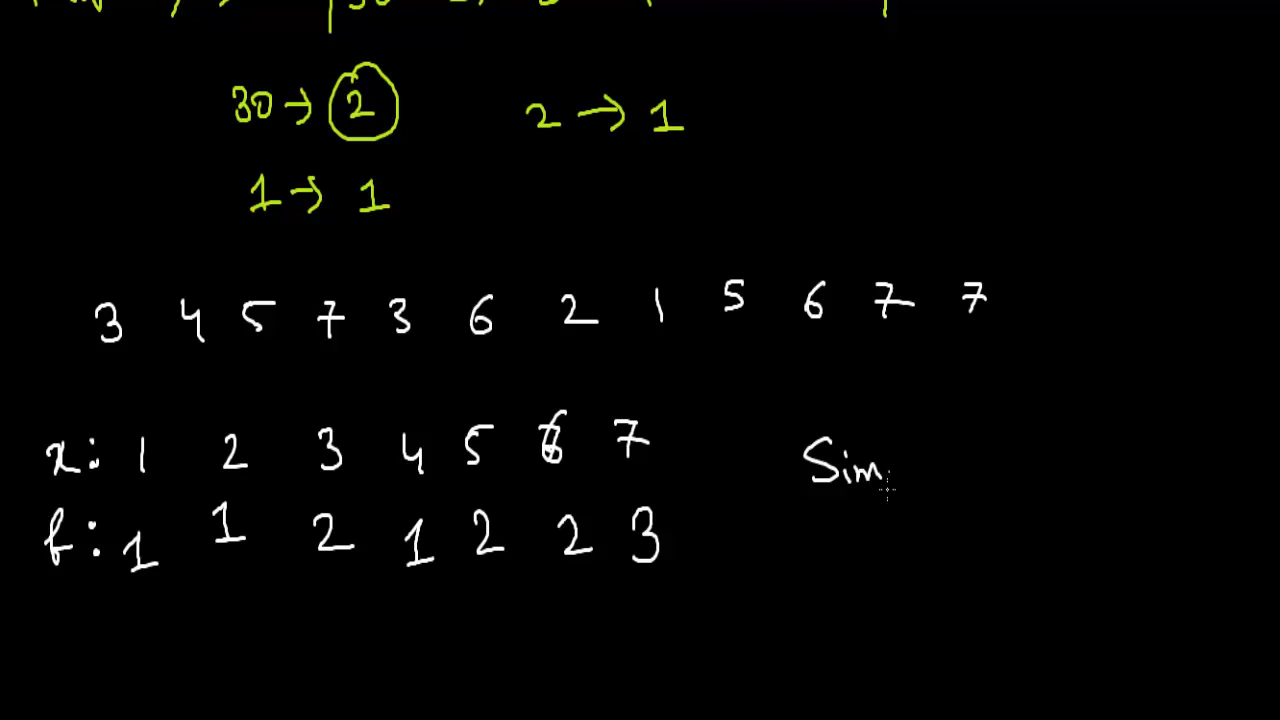 30 → 2 2 → 1
1 → 1
3 4 5 7 3 6 2 1 5 6 7 7
x: 1 2 3 4 5 6 7 Sim
f: 1 1 2 1 2 2 3